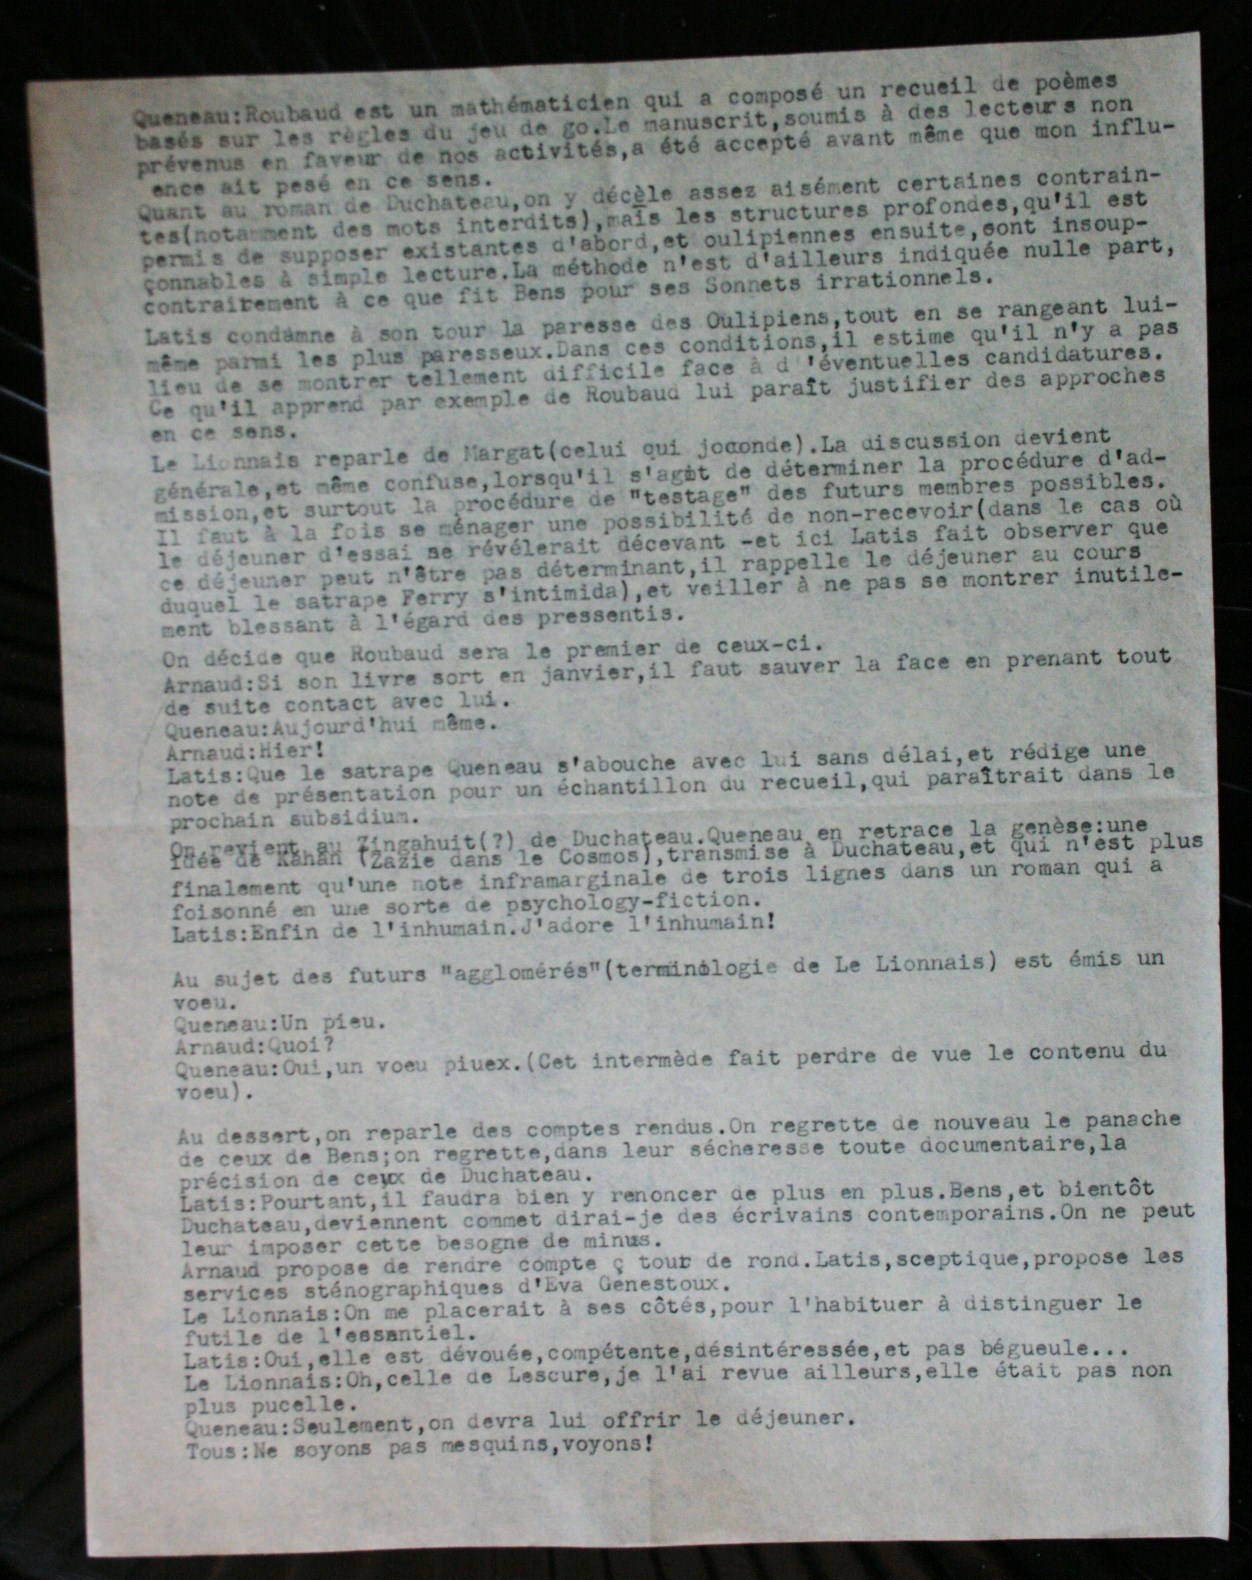 Queneau:Roubaud est un mathématicien qui a composé un recueil de poèmes
basés sur les règles du jeu de go.Le manuscrit,soumis à des lecteurs non
prévenus en faveur de nos activités,a été accepté avant même que mon influ-
ence ait pesé en ce sens.
Quant au roman de Duchateau,on y décèle assez aisément certaines contrain-
tes(notamment des mots interdits),mais les structures profondes,qu'il est
permis de supposer existantes d'abord,et oulipiennes ensuite,sont insoup-
çonnables à simple lecture.La méthode n'est d'ailleurs indiquée nulle part,
contrairement à ce que fit Bens pour ses Sonnets irrationnels.
Latis condamne à son tour la paresse des Oulipiens,tout en se rangeant lui-
même parmi les plus paresseux.Dans ces conditions,il estime qu'il n'y a pas
lieu de se montrer tellement difficile face à d'éventuelles candidatures.
Ce qu'il apprend par exemple de Roubaud lui paraît justifier des approches
en ce sens.
Le Lionnais reparle de Margat(celui qui joconde).La discussion devient
générale,et même confuse,lorsqu'il s'agit de déterminer la procédure d'ad-
mission,et surtout la procédure de "testage" des futurs membres possibles.
Il faut à la fois se ménager une possibilité de non-recevoir(dans le cas où
le déjeuner d'essai se révélerait décevant -et ici Latis fait observer que
ce déjeuner peut n'être pas déterminant,il rappelle le déjeuner au cours
duquel le satrape Ferry s'intimida),et veiller à ne pas se montrer inutile-
ment blessant à l'égard des pressentis.
On décide que Roubaud sera le premier de ceux-ci.
Arnaud:Si son livre sort en janvier,il faut sauver la face en prenant tout
de suite contact avec lui.
Queneau:Aujourd'hui même.
Arnaud:Hier!
Latis:Que le satrape Queneau s'abouche avec lui sans délai,et rédige une
note de présentation pour un échantillon du recueil,qui paraîtrait dans le
prochain subsidium.
On revient au Zingahuit(?) de Duchateau.Queneau en retrace la genèse:une
idée de Kahan (Zazie dans le Cosmos),transmise à Duchateau,et qui n'est plus
finalement qu'une note inframarginale de trois lignes dans un roman qui a
foisonné en une sorte de psychology-fiction.
Latis:Enfin de l'inhumain.J'adore l'inhumain!
Au sujet des futurs "agglomérés"(terminologie de Le Lionnais) est émis un
voeu.
Queneau:Un pieu.
Arnaud:Quoi?
Queneau:Oui,un voeu piuex.(Cet intermède fait perdre de vue le contenu du
voeu).
Au dessert,on reparle des comptes rendus.On regrette de nouveau le panache
de ceux de Bens;on regrette,dans leur sécheresse toute documentaire,la
précision de ceux de Duchateau.
Latis:Pourtant,il faudra bien y renoncer de plus en plus.Bens,et bientôt
Duchateau,deviennent commet dirai-je des écrivains contemporains.On ne peut
leur imposer cette besogne de minus.
Arnaud propose de rendre compte ç tour de rond.Latis,sceptique,propose les
services sténographiques d'Eva Genestoux.
Le Lionnais:On me placerait à ses côtés,pour l'habituer à distinguer le
futile de l'essentiel.
Latis:Oui,elle est dévouée,compétente,désintéressée,et pas bégueule...
Le Lionnais:Oh,celle de Lescure,je l'ai revue ailleurs,elle était pas non
plus pucelle.
Queneau:Seulement,on devra lui offrir le déjeuner.
Tous:Ne soyons pas mesquins,voyons!